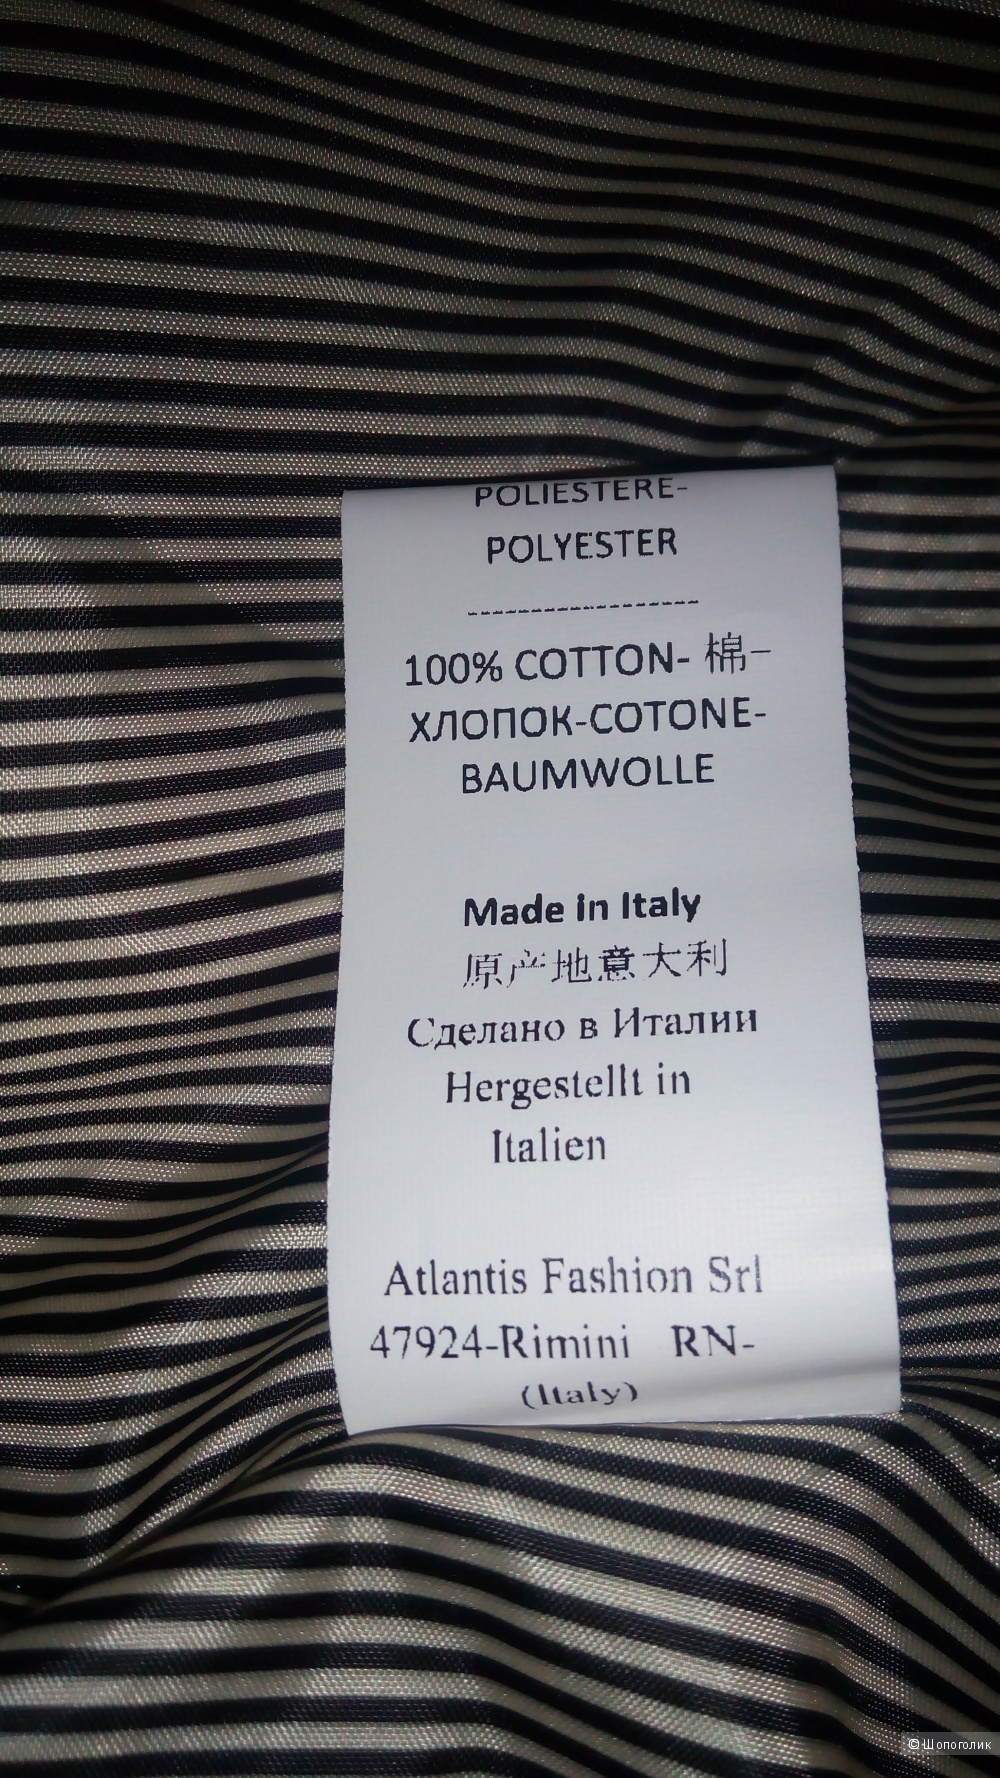 POLIESTERE-
POLYESTER
------------------
100% COTTON- 棉-
ХЛОПОК-COTONE-
BAUMWOLLE
Made in Italy
原产地意大利
Сделано в Италии
Hergestellt in
Italien
Atlantis Fashion Srl
47924-Rimini RN-
(Italy)
© Шопоголик